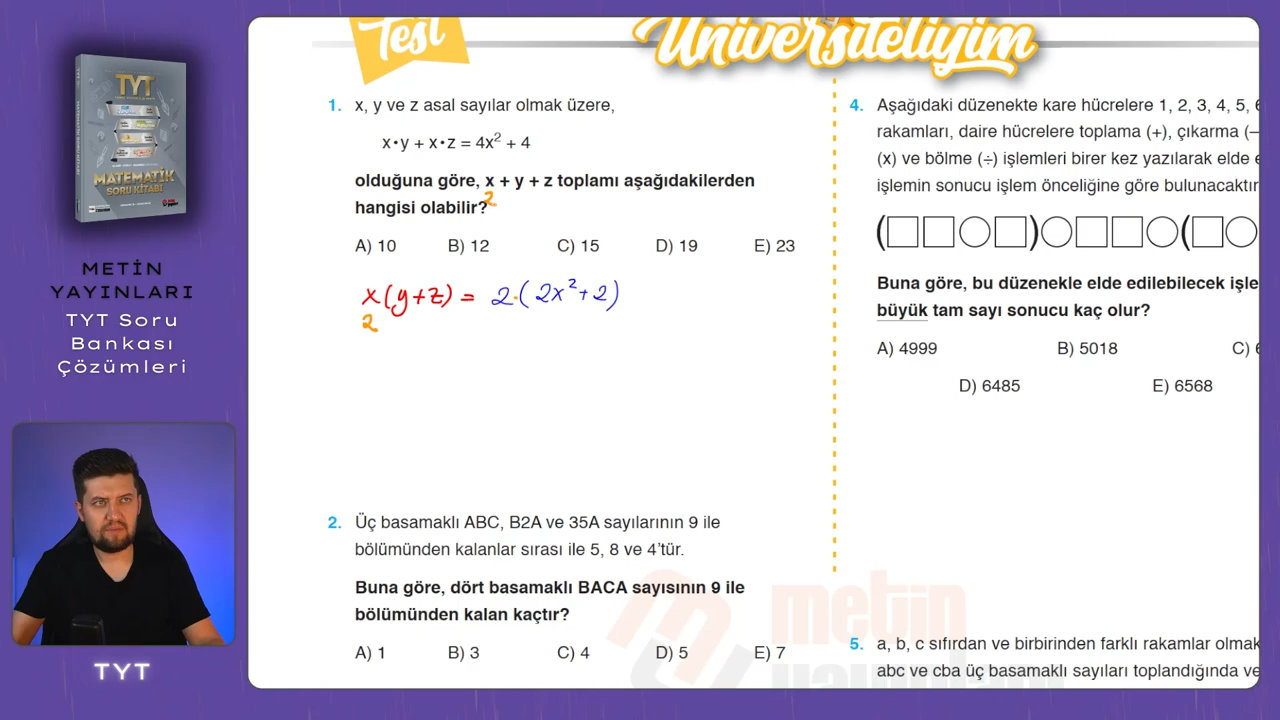 TYT
MATEMATİK
SORU KİTABI
METİN
YAYINLARI
TYT Soru
Bankası
Çözümleri
TYT
Test
Üniversiteliyim
1. x, y ve z asal sayılar olmak üzere,
x•y + x•z = 4x² + 4
olduğuna göre, x + y + z toplamı aşağıdakilerden
2
hangisi olabilir?
A) 10 B) 12 C) 15 D) 19 E) 23
x(y+z) = 2·(2x²+2)
2
2. Üç basamaklı ABC, B2A ve 35A sayılarının 9 ile
bölümünden kalanlar sırası ile 5, 8 ve 4’tür.
Buna göre, dört basamaklı BACA sayısının 9 ile
bölümünden kalan kaçtır?
A) 1 B) 3 C) 4 D) 5 E) 7
4. Aşağıdaki düzenekte kare hücrelere 1, 2, 3, 4, 5, 6
rakamları, daire hücrelere toplama (+), çıkarma (–
(x) ve bölme (÷) işlemleri birer kez yazılarak elde e
işlemin sonucu işlem önceliğine göre bulunacaktır
Buna göre, bu düzenekle elde edilebilecek işle
büyük tam sayı sonucu kaç olur?
A) 4999 B) 5018 C) 6
D) 6485 E) 6568
5. a, b, c sıfırdan ve birbirinden farklı rakamlar olmak
abc ve cba üç basamaklı sayıları toplandığında ve
metin
yayınları